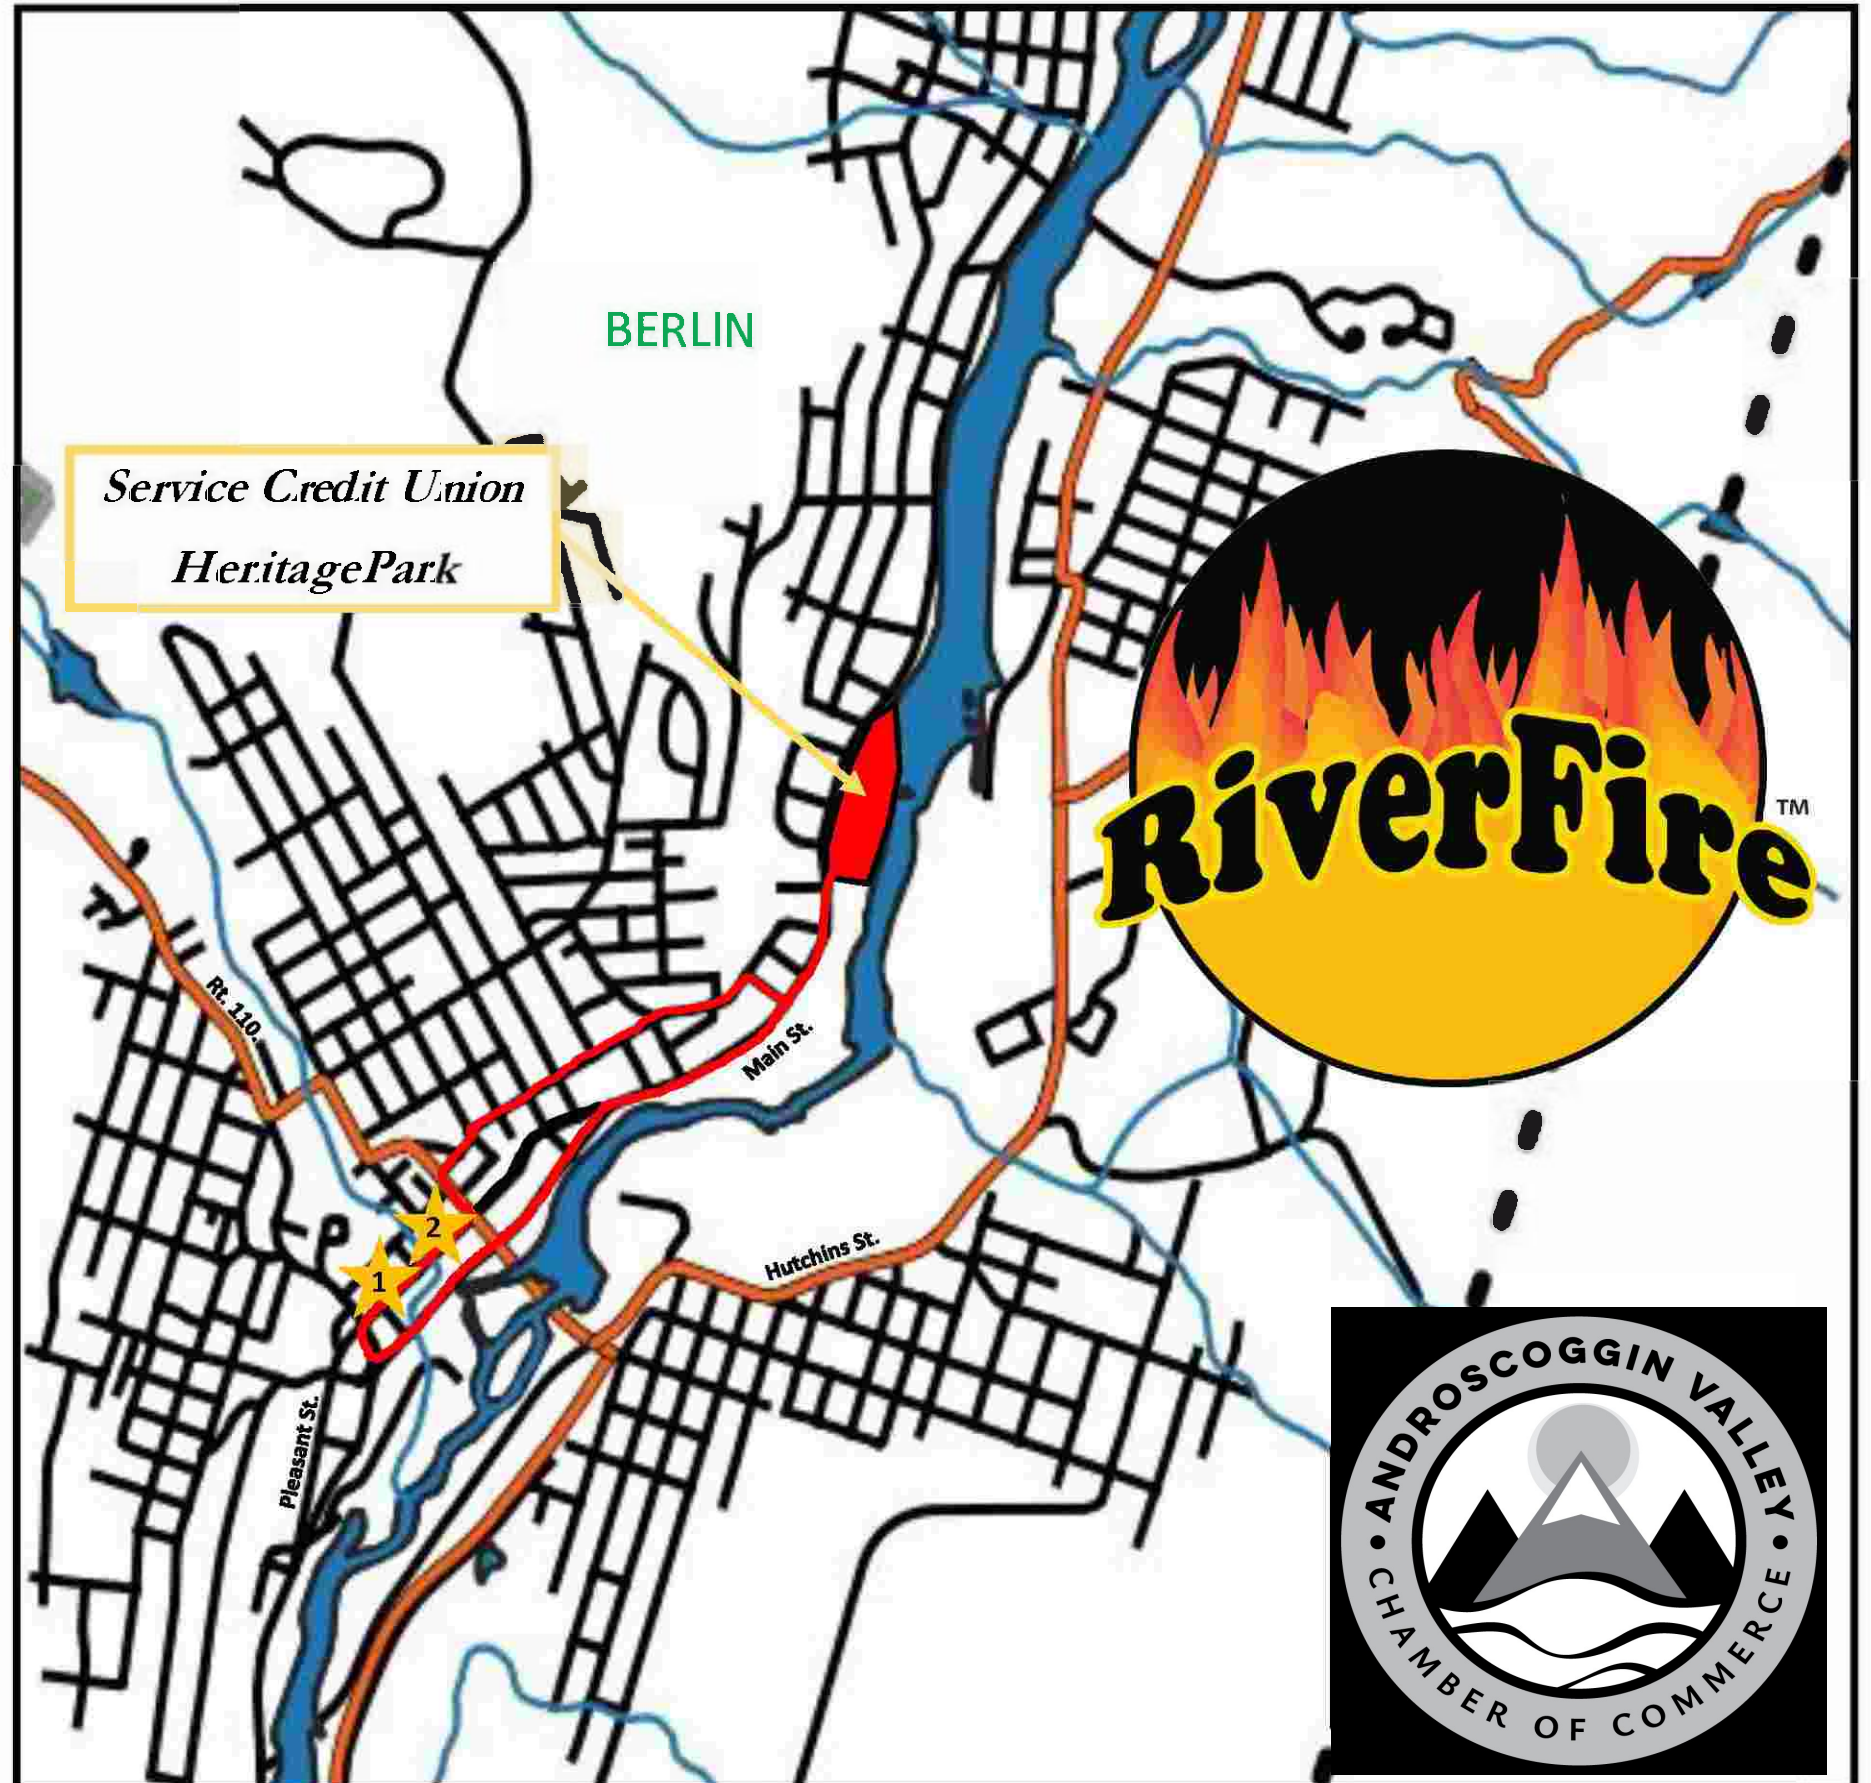 BERLIN
Service Credit Union
HeritagePark
RiverFire
TM
Rt. 110.
Main St.
2
1
Hutchins St.
Pleasant St.
• ANDROSCOGGIN VALLEY •
CHAMBER OF COMMERCE